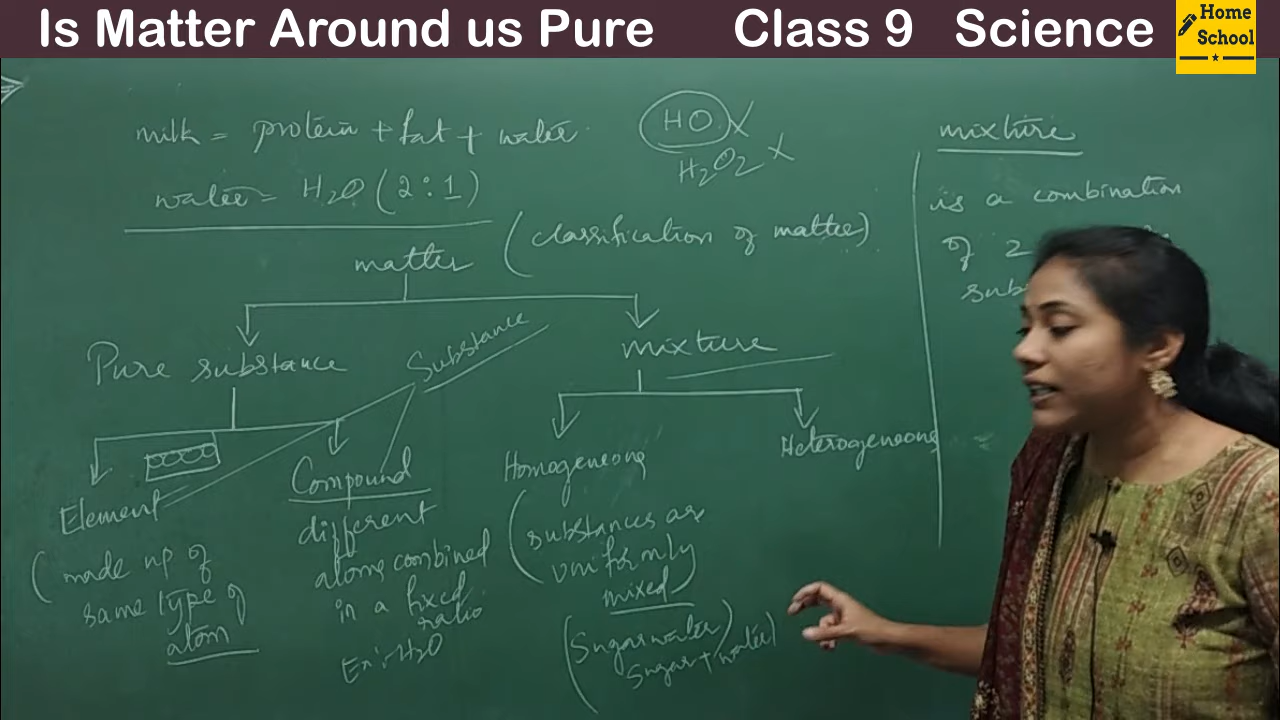 Is Matter Around us Pure Class 9 Science
Home
School
milk = protein + fat + water
HO X
H₂O₂ X
water = H₂O (2:1)
matter (classification of matter)
Pure substance
Substance
mixture
Element
(made up of
same type of
atom
Compound
different
atoms combined
in a fixed
ratio
Ex:- H₂O
Homogeneous
(substances are
uniformly
mixed)
(Sugarwater)
Sugar + water)
Heterogeneous
mixture
is a combination
of 2
sub